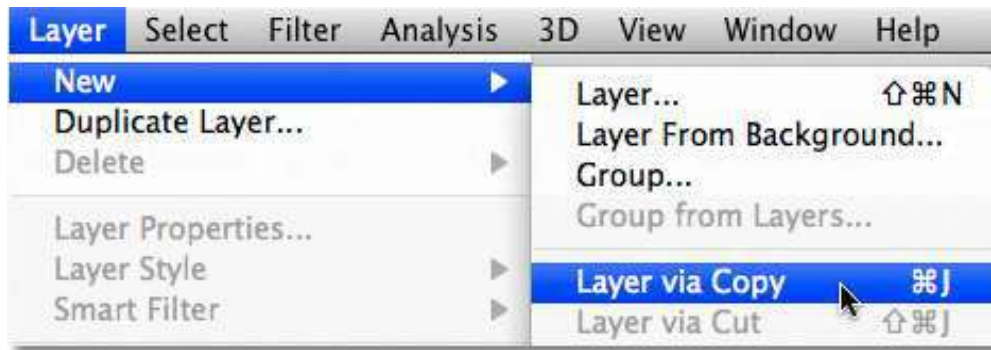 Layer Select Filter Analysis 3D View Window Help
New
Duplicate Layer...
Delete
Layer Properties...
Layer Style
Smart Filter
Layer... ⇧⌘N
Layer From Background...
Group...
Group from Layers...
Layer via Copy ⌘J
Layer via Cut ⇧⌘J